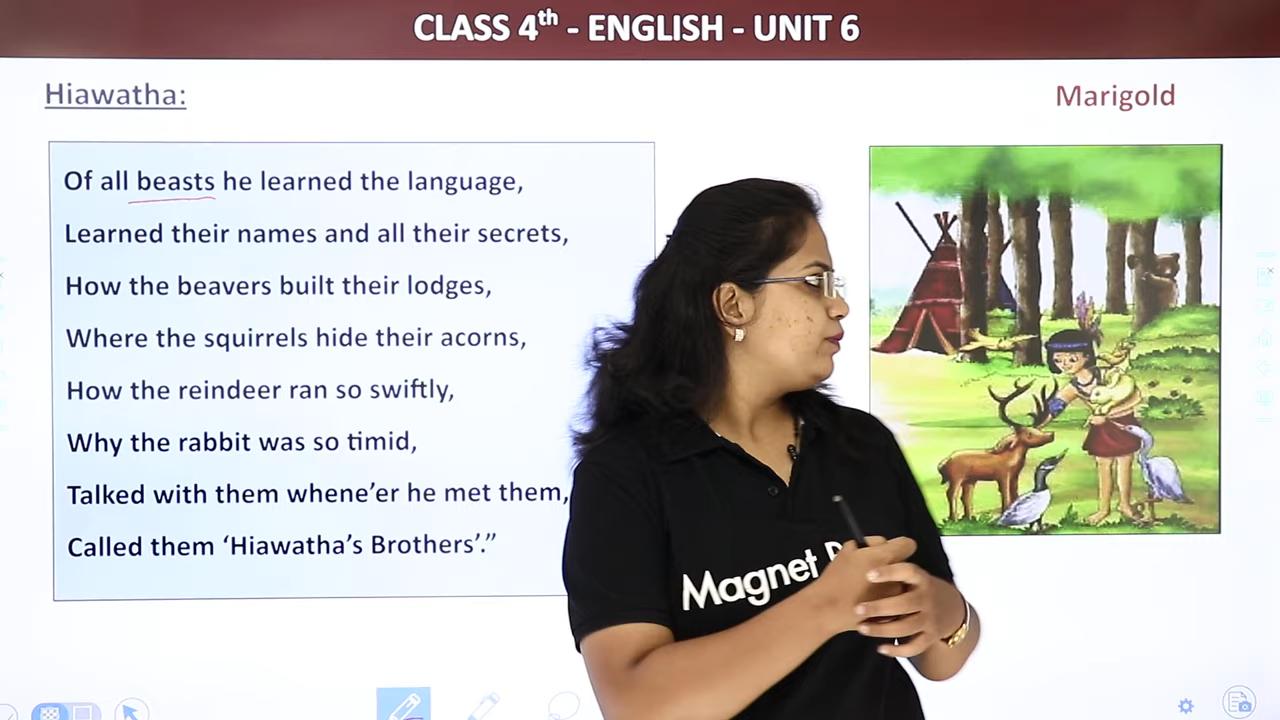 CLASS 4th - ENGLISH - UNIT 6
Hiawatha:
Marigold
Of all beasts he learned the language,
Learned their names and all their secrets,
How the beavers built their lodges,
Where the squirrels hide their acorns,
How the reindeer ran so swiftly,
Why the rabbit was so timid,
Talked with them whene’er he met them,
Called them ‘Hiawatha’s Brothers’.”
Magnet